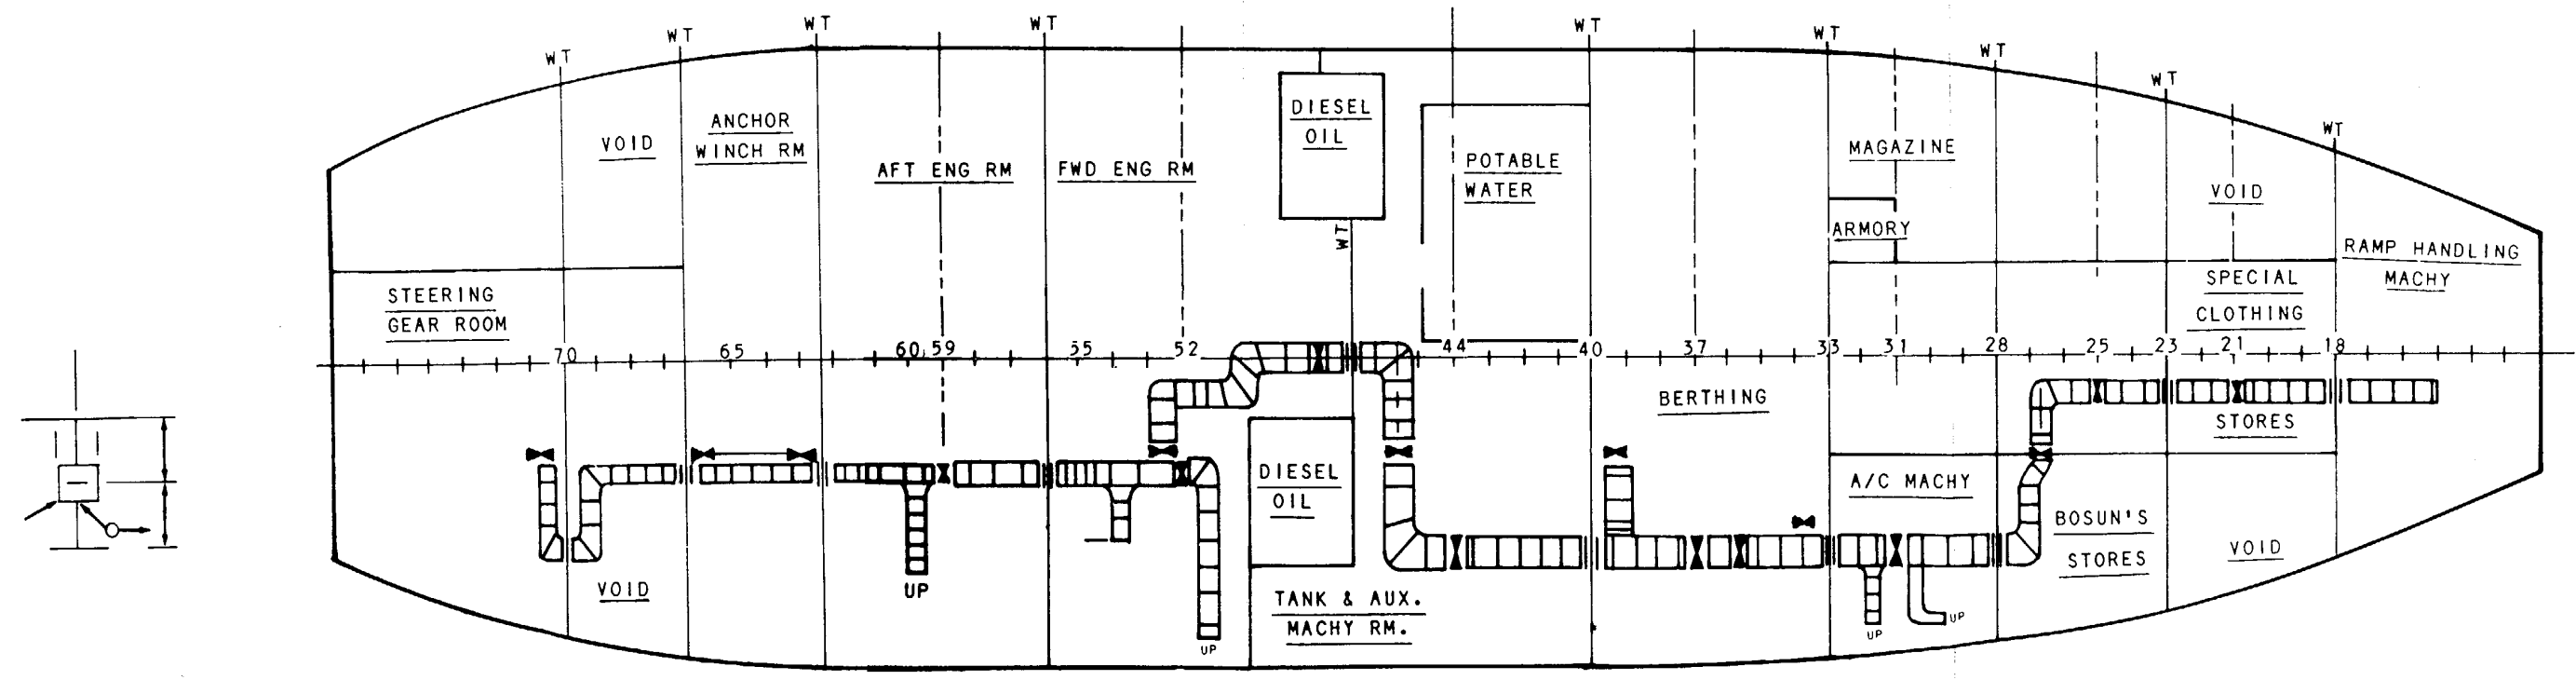 WT
WT
WT
WT
WT
WT
WT
WT
WT
VOID
ANCHOR
WINCH RM
AFT ENG RM
FWD ENG RM
DIESEL
OIL
WT
POTABLE
WATER
MAGAZINE
ARMORY
VOID
RAMP HANDLING
MACHY
SPECIAL
CLOTHING
STEERING
GEAR ROOM
70 65 60 59 55 52 44 40 37 33 31 28 25 23 21 18
BERTHING
STORES
DIESEL
OIL
A/C MACHY
BOSUN'S
STORES
VOID
VOID
UP
TANK & AUX.
MACHY RM.
UP
UP
UP